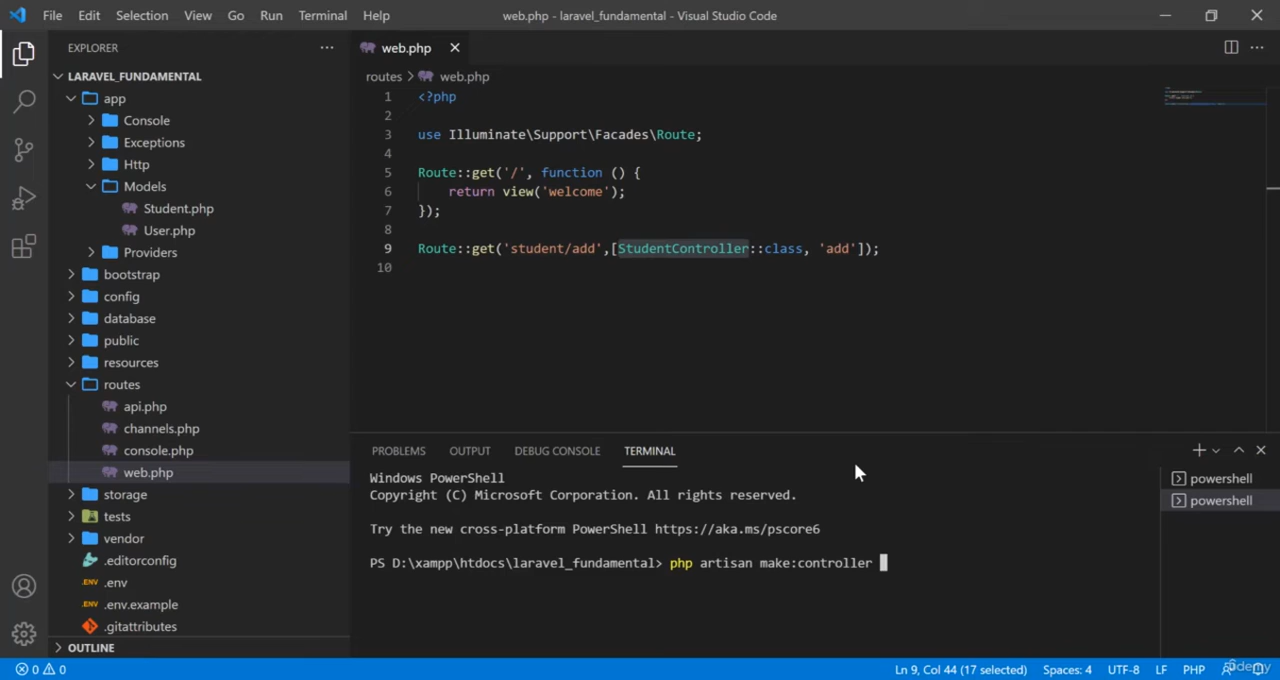 File Edit Selection View Go Run Terminal Help
web.php - laravel_fundamental - Visual Studio Code
EXPLORER
LARAVEL_FUNDAMENTAL
app
Console
Exceptions
Http
Models
Student.php
User.php
Providers
bootstrap
config
database
public
resources
routes
api.php
channels.php
console.php
web.php
storage
tests
vendor
.editorconfig
.env
.env.example
.gitattributes
OUTLINE
web.php
routes > web.php
1 <?php
2
3 use Illuminate\Support\Facades\Route;
4
5 Route::get('/', function () {
6 return view('welcome');
7 });
8
9 Route::get('student/add',[StudentController::class, 'add']);
10
PROBLEMS OUTPUT DEBUG CONSOLE TERMINAL
Windows PowerShell
Copyright (C) Microsoft Corporation. All rights reserved.
Try the new cross-platform PowerShell https://aka.ms/pscore6
PS D:\xampp\htdocs\laravel_fundamental> php artisan make:controller
powershell
powershell
0 0
Ln 9, Col 44 (17 selected) Spaces: 4 UTF-8 LF PHP
ûdemy